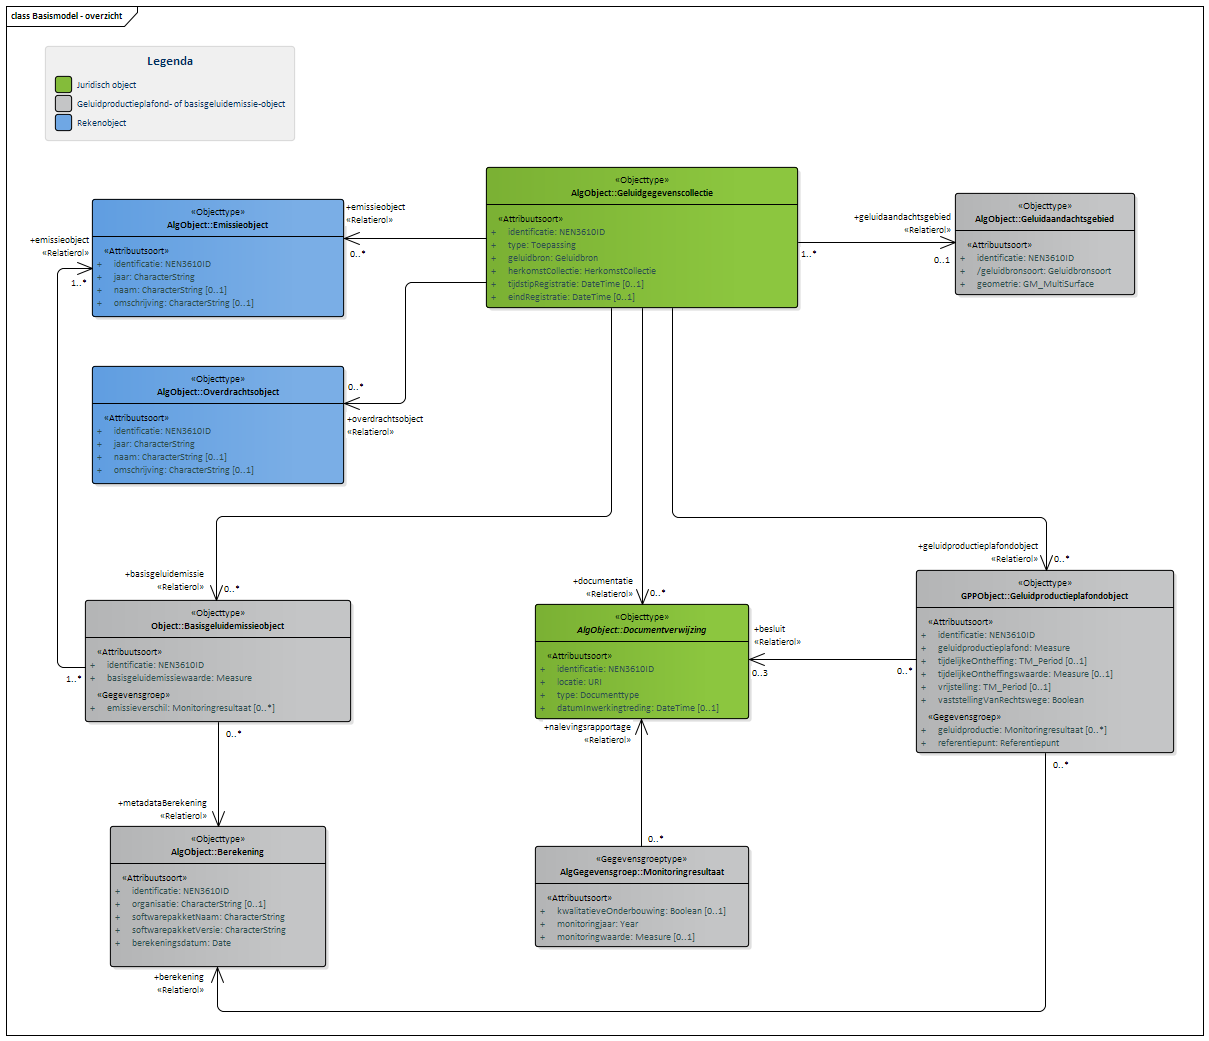 class Basismodel - overzicht
Legenda
Juridisch object
Geluidproductieplafond- of basisgeluidemissie-object
Rekenobject
«Objecttype»
AlgObject::Geluidgegevenscollectie
«Attribuutsoort»
+ identificatie: NEN3610ID
+ type: Toepassing
+ geluidbron: Geluidbron
+ herkomstCollectie: HerkomstCollectie
+ tijdstipRegistratie: DateTime [0..1]
+ eindRegistratie: DateTime [0..1]
+emissieobject
«Relatierol»
0..*
«Objecttype»
AlgObject::Emissieobject
«Attribuutsoort»
+ identificatie: NEN3610ID
+ jaar: CharacterString
+ naam: CharacterString [0..1]
+ omschrijving: CharacterString [0..1]
+emissieobject
«Relatierol»
1..*
+geluidaandachtsgebied
«Relatierol»
1..*
0..1
«Objecttype»
AlgObject::Geluidaandachtsgebied
«Attribuutsoort»
+ identificatie: NEN3610ID
+ /geluidbronsoort: Geluidbronsoort
+ geometrie: GM_MultiSurface
«Objecttype»
AlgObject::Overdrachtsobject
«Attribuutsoort»
+ identificatie: NEN3610ID
+ jaar: CharacterString
+ naam: CharacterString [0..1]
+ omschrijving: CharacterString [0..1]
0..*
+overdrachtsobject
«Relatierol»
+basisgeluidemissie
«Relatierol»
0..*
+documentatie
«Relatierol»
0..*
+geluidproductieplafondobject
«Relatierol»
0..*
«Objecttype»
Object::Basisgeluidemissieobject
«Attribuutsoort»
+ identificatie: NEN3610ID
+ basisgeluidemissiewaarde: Measure
«Gegevensgroep»
+ emissieverschil: Monitoringresultaat [0..*]
1..*
0..*
«Objecttype»
AlgObject::Documentverwijzing
«Attribuutsoort»
+ identificatie: NEN3610ID
+ locatie: URI
+ type: Documenttype
+ datumInwerkingtreding: DateTime [0..1]
+besluit
«Relatierol»
0..3
0..*
«Objecttype»
GPPObject::Geluidproductieplafondobject
«Attribuutsoort»
+ identificatie: NEN3610ID
+ geluidproductieplafond: Measure
+ tijdelijkeOntheffing: TM_Period [0..1]
+ tijdelijkeOntheffingswaarde: Measure [0..1]
+ vrijstelling: TM_Period [0..1]
+ vaststellingVanRechtswege: Boolean
«Gegevensgroep»
+ geluidproductie: Monitoringresultaat [0..*]
+ referentiepunt: Referentiepunt
0..*
+nalevingsrapportage
«Relatierol»
0..*
+metadataBerekening
«Relatierol»
«Objecttype»
AlgObject::Berekening
«Attribuutsoort»
+ identificatie: NEN3610ID
+ organisatie: CharacterString [0..1]
+ softwarepakketNaam: CharacterString
+ softwarepakketVersie: CharacterString
+ berekeningsdatum: Date
«Gegevensgroeptype»
AlgGegevensgroep::Monitoringresultaat
«Attribuutsoort»
+ kwalitatieveOnderbouwing: Boolean [0..1]
+ monitoringjaar: Year
+ monitoringwaarde: Measure [0..1]
+berekening
«Relatierol»